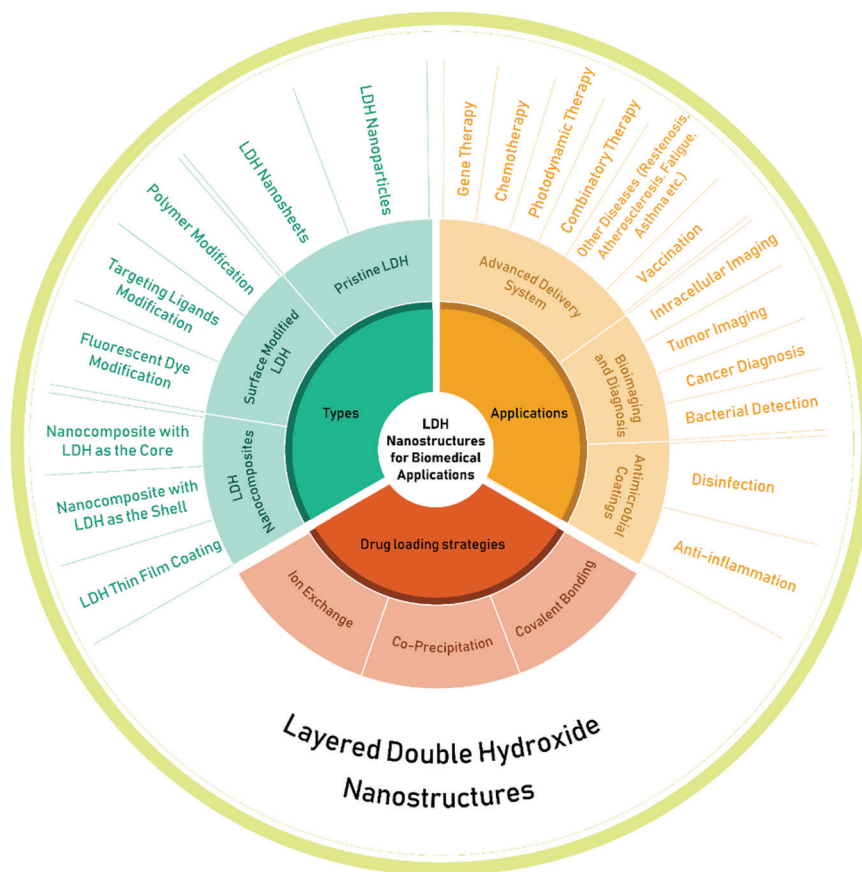 LDH
Nanostructures
for Biomedical
Applications
Types
Pristine LDH
LDH Nanoparticles
LDH Nanosheets
Surface Modified
LDH
Polymer Modification
Targeting Ligands
Modification
Fluorescent Dye
Modification
LDH
Nanocomposites
Nanocomposite with
LDH as the Core
Nanocomposite with
LDH as the Shell
LDH Thin Film Coating
Applications
Advanced Delivery
System
Gene Therapy
Chemotherapy
Photodynamic Therapy
Combinatory Therapy
Other Diseases (Restenosis,
Atherosclerosis. Fatigue,
Asthma etc.)
Vaccination
Bioimaging
and Diagnosis
Intracellular Imaging
Tumor Imaging
Cancer Diagnosis
Bacterial Detection
Antimicrobial
Coatings
Disinfection
Anti-inflammation
Drug loading strategies
Ion Exchange
Co-Precipitation
Covalent Bonding
Layered Double Hydroxide
Nanostructures